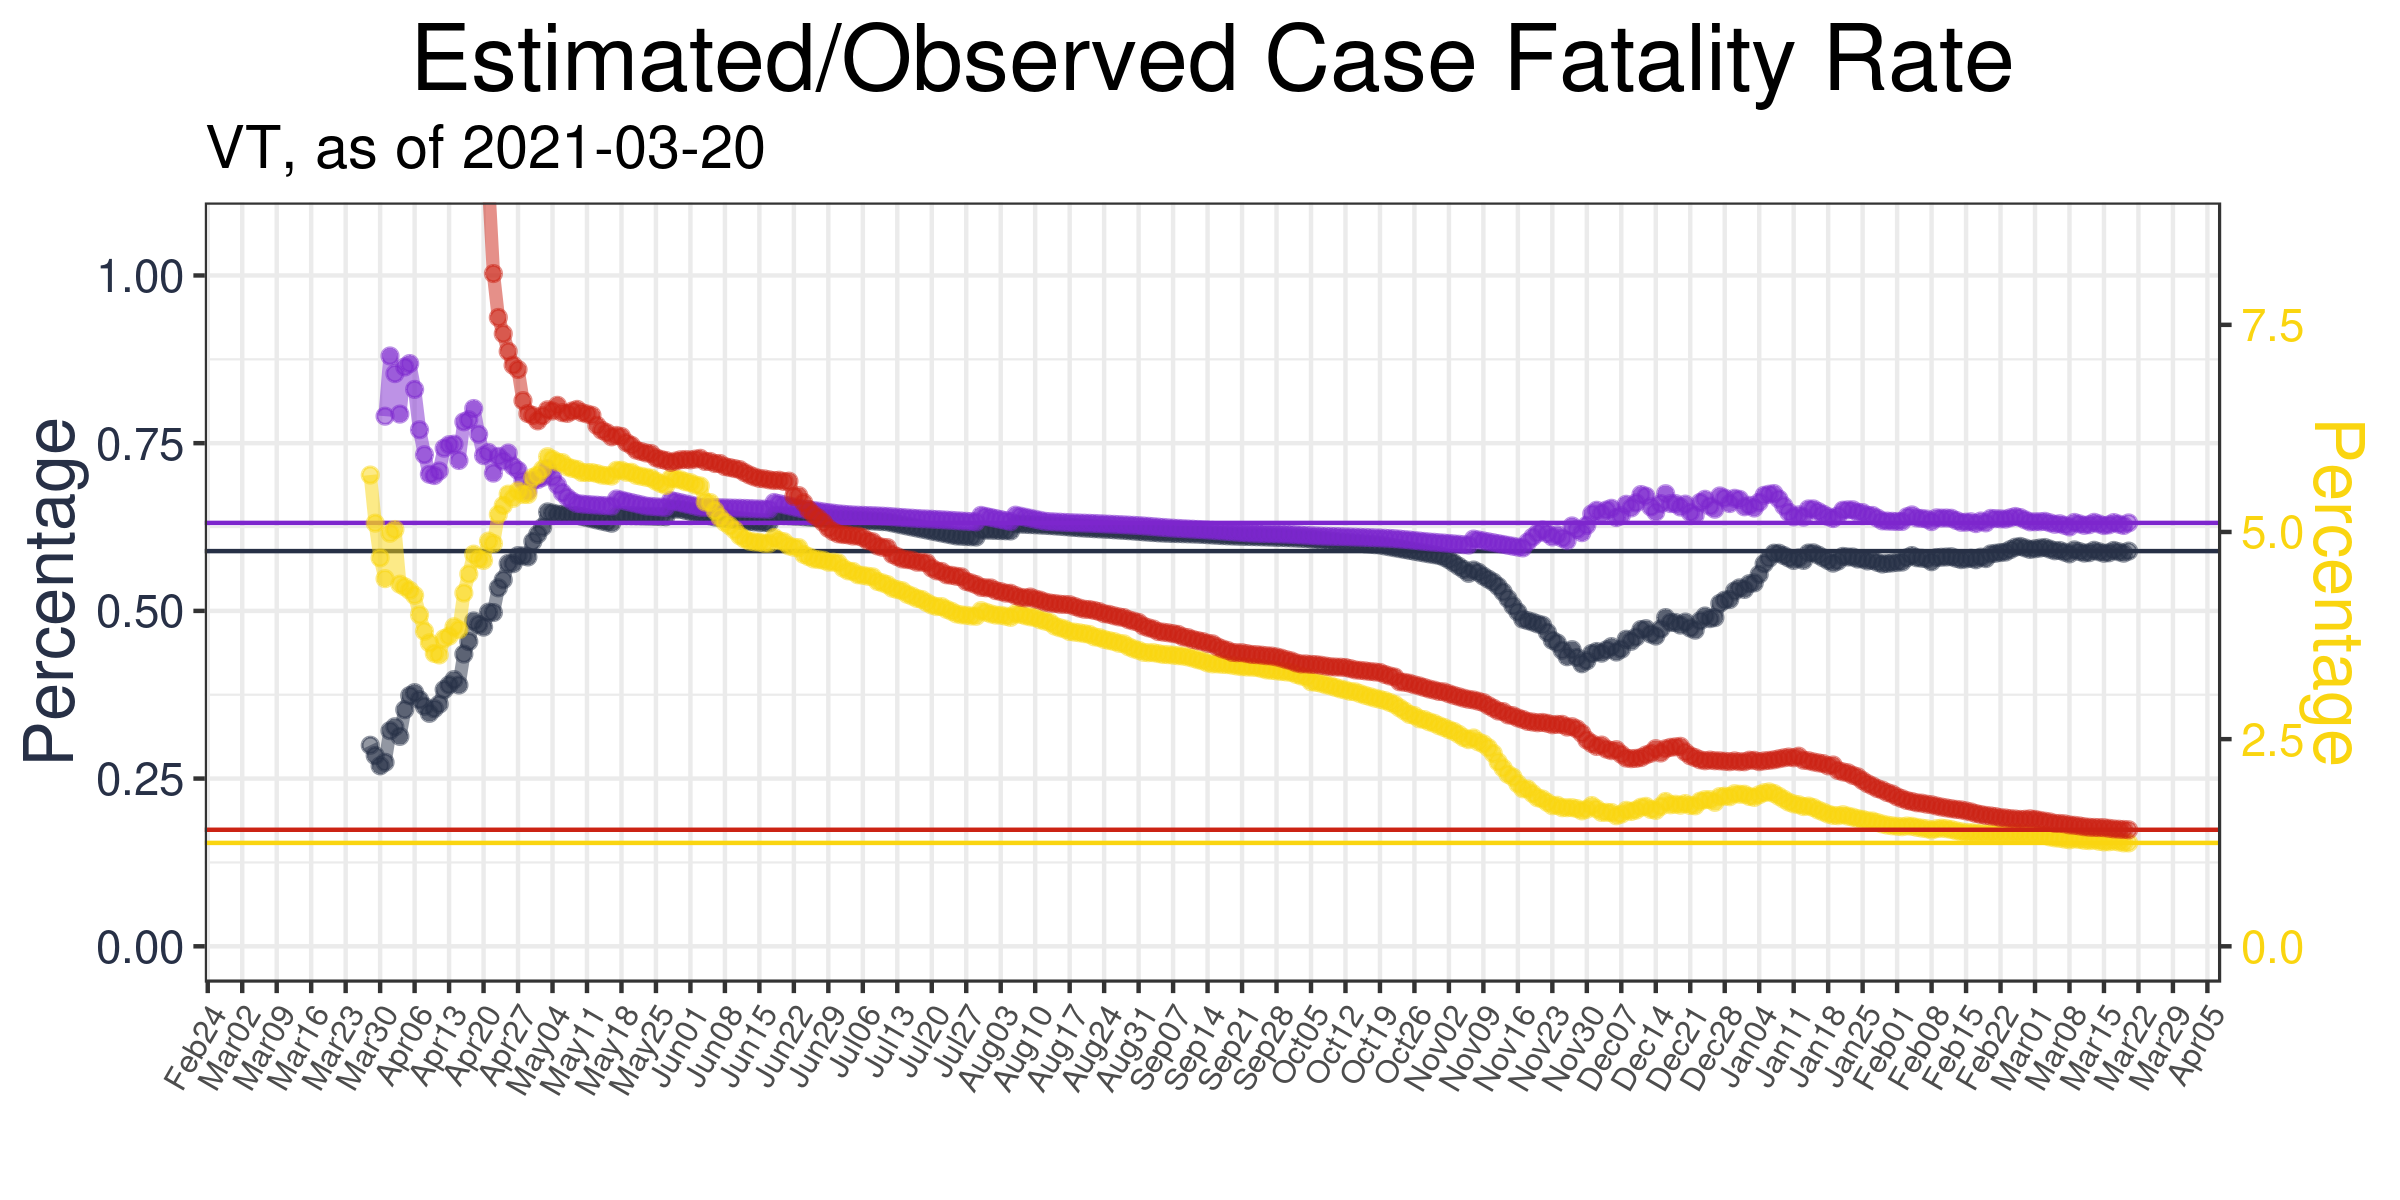 Estimated/Observed Case Fatality Rate
VT, as of 2021-03-20
Percentage
1.00
0.75
0.50
0.25
0.00
7.5
5.0
2.5
0.0
Percentage
Feb24 Mar02 Mar09 Mar16 Mar23 Mar30 Apr06 Apr13 Apr20 Apr27 May04 May11 May18 May25 Jun01 Jun08 Jun15 Jun22 Jun29 Jul06 Jul13 Jul20 Jul27 Aug03 Aug10 Aug17 Aug24 Aug31 Sep07 Sep14 Sep21 Sep28 Oct05 Oct12 Oct19 Oct26 Nov02 Nov09 Nov16 Nov23 Nov30 Dec07 Dec14 Dec21 Dec28 Jan04 Jan11 Jan18 Jan25 Feb01 Feb08 Feb15 Feb22 Mar01 Mar08 Mar15 Mar22 Mar29 Apr05